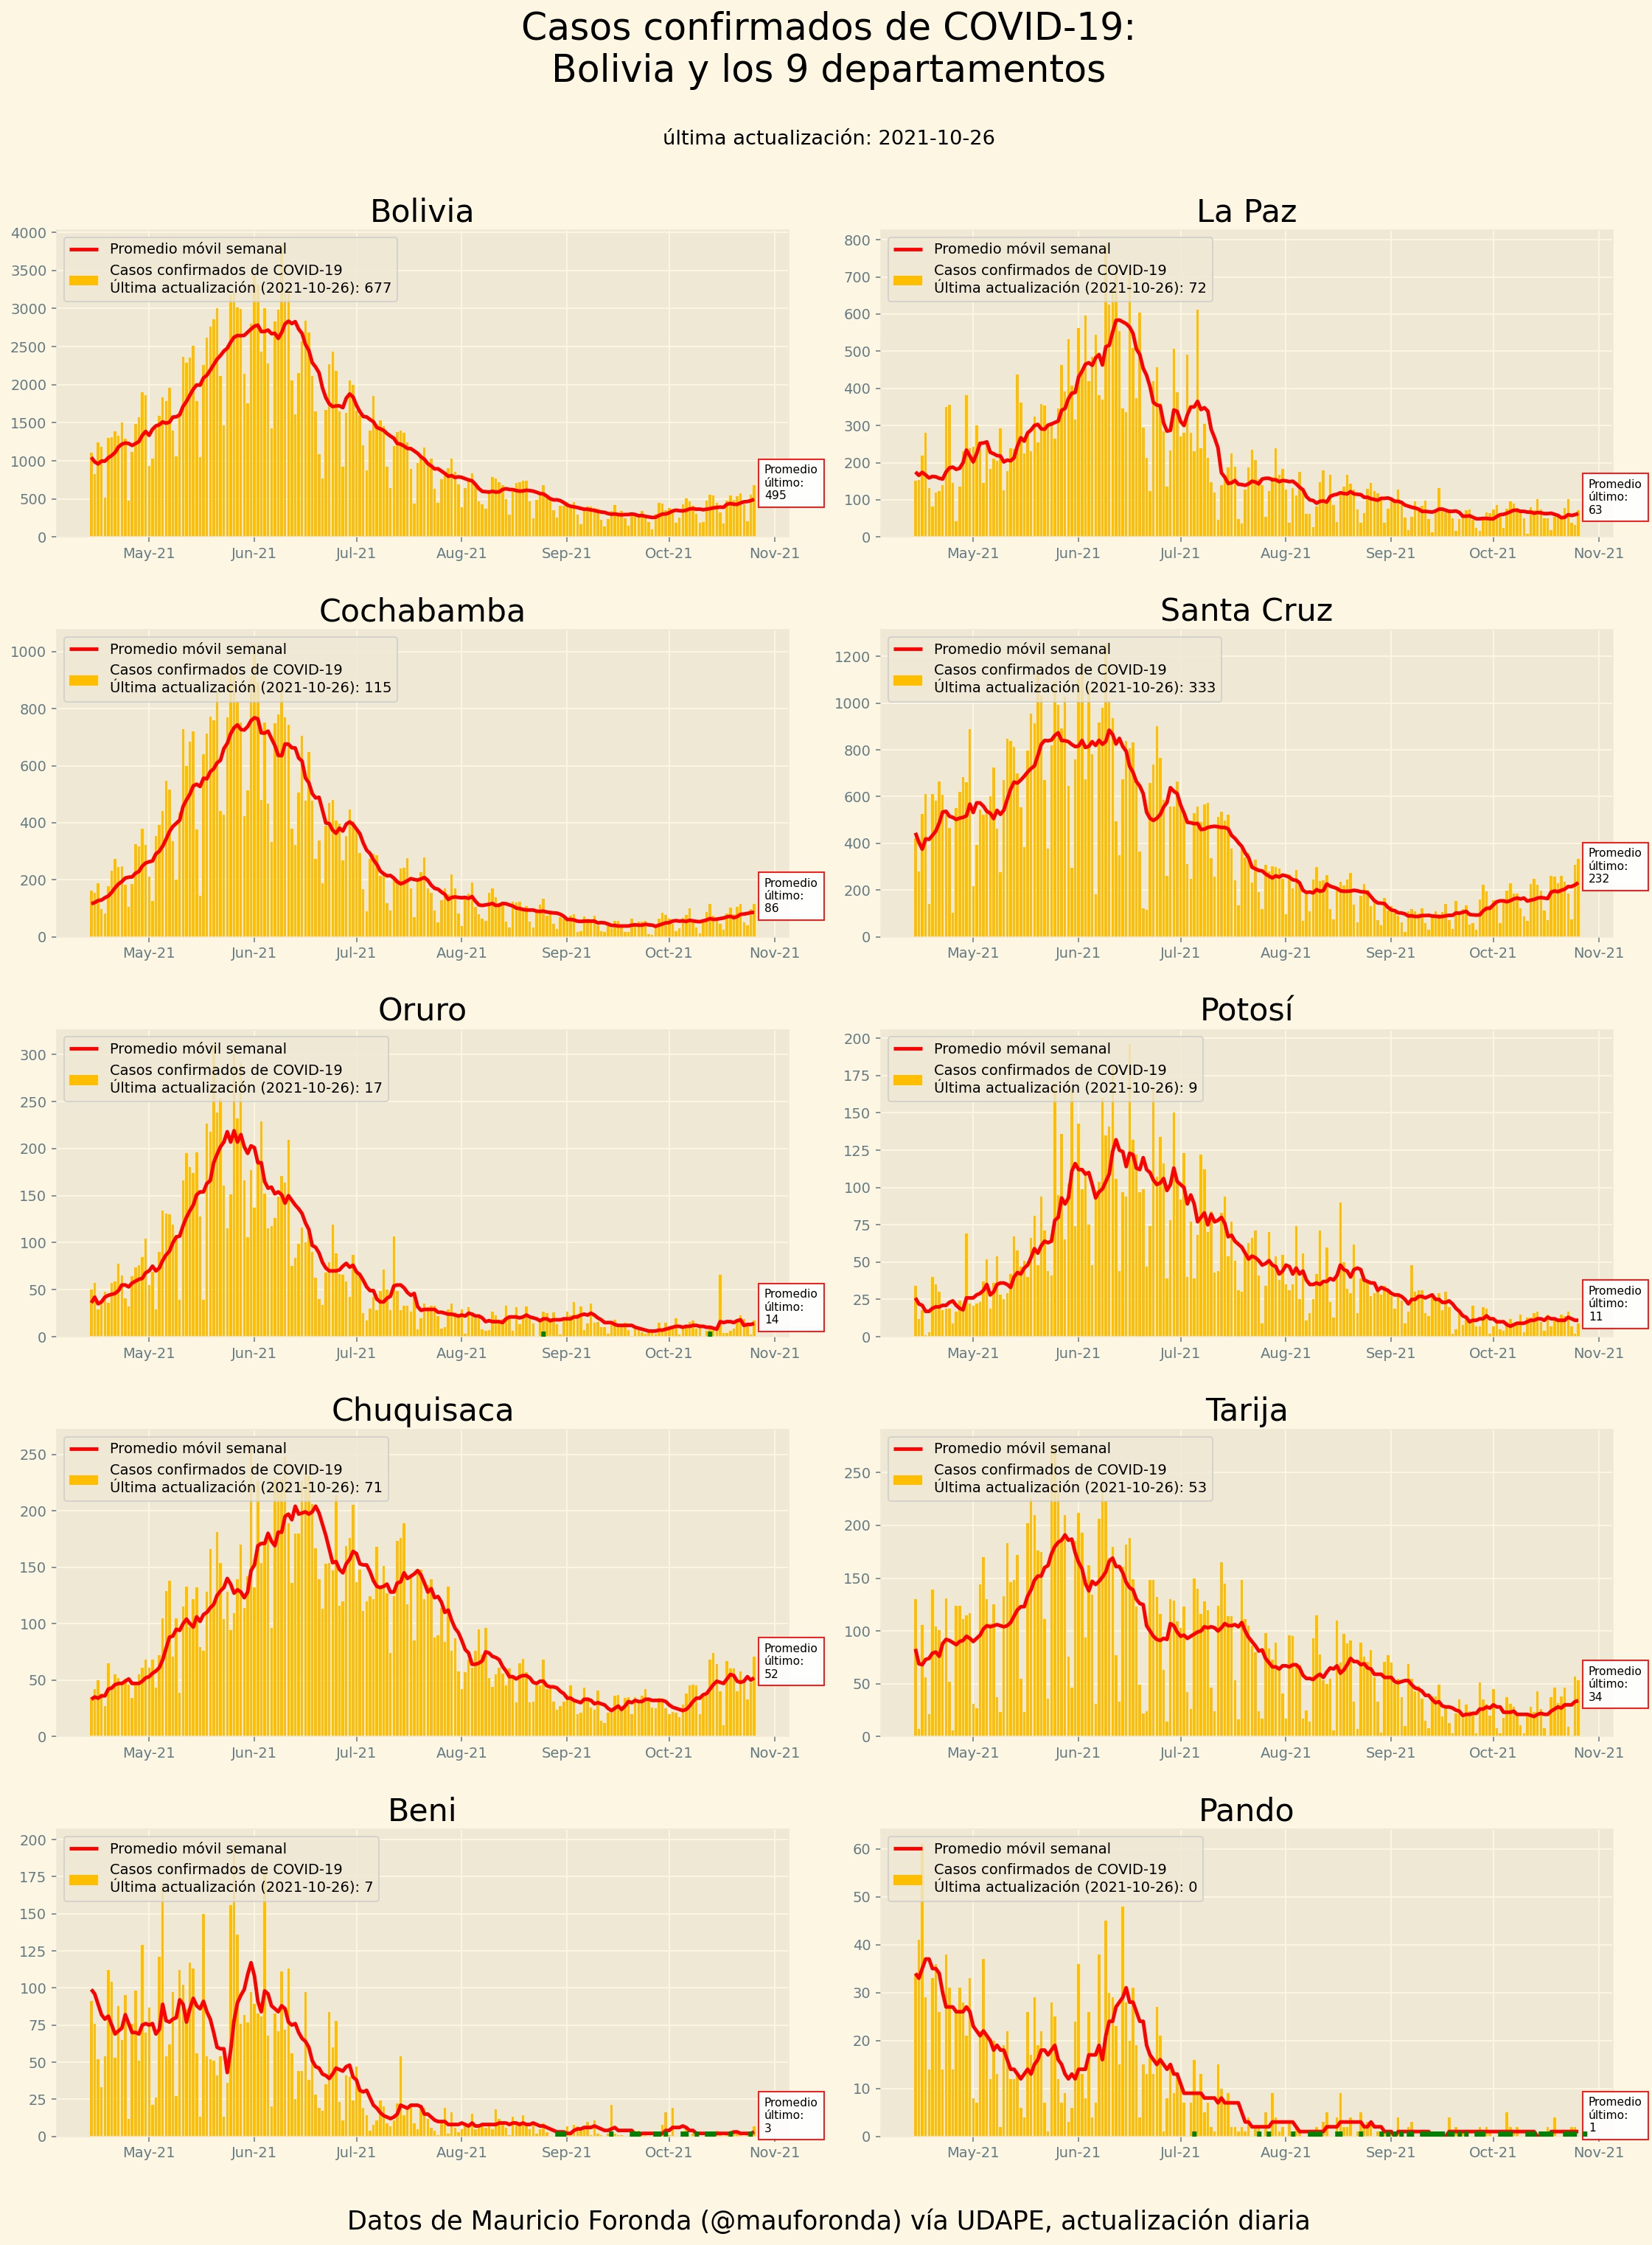 Casos confirmados de COVID-19:
Bolivia y los 9 departamentos
última actualización: 2021-10-26
Bolivia
4000
3500
3000
2500
2000
1500
1000
500
0
Promedio móvil semanal
Casos confirmados de COVID-19
Última actualización (2021-10-26): 677
Promedio
último:
495
May-21 Jun-21 Jul-21 Aug-21 Sep-21 Oct-21 Nov-21
La Paz
800
700
600
500
400
300
200
100
0
Promedio móvil semanal
Casos confirmados de COVID-19
Última actualización (2021-10-26): 72
Promedio
último:
63
May-21 Jun-21 Jul-21 Aug-21 Sep-21 Oct-21 Nov-21
Cochabamba
1000
800
600
400
200
0
Promedio móvil semanal
Casos confirmados de COVID-19
Última actualización (2021-10-26): 115
Promedio
último:
86
May-21 Jun-21 Jul-21 Aug-21 Sep-21 Oct-21 Nov-21
Santa Cruz
1200
1000
800
600
400
200
0
Promedio móvil semanal
Casos confirmados de COVID-19
Última actualización (2021-10-26): 333
Promedio
último:
232
May-21 Jun-21 Jul-21 Aug-21 Sep-21 Oct-21 Nov-21
Oruro
300
250
200
150
100
50
0
Promedio móvil semanal
Casos confirmados de COVID-19
Última actualización (2021-10-26): 17
Promedio
último:
14
May-21 Jun-21 Jul-21 Aug-21 Sep-21 Oct-21 Nov-21
Potosí
200
175
150
125
100
75
50
25
0
Promedio móvil semanal
Casos confirmados de COVID-19
Última actualización (2021-10-26): 9
Promedio
último:
11
May-21 Jun-21 Jul-21 Aug-21 Sep-21 Oct-21 Nov-21
Chuquisaca
250
200
150
100
50
0
Promedio móvil semanal
Casos confirmados de COVID-19
Última actualización (2021-10-26): 71
Promedio
último:
52
May-21 Jun-21 Jul-21 Aug-21 Sep-21 Oct-21 Nov-21
Tarija
250
200
150
100
50
0
Promedio móvil semanal
Casos confirmados de COVID-19
Última actualización (2021-10-26): 53
Promedio
último:
34
May-21 Jun-21 Jul-21 Aug-21 Sep-21 Oct-21 Nov-21
Beni
200
175
150
125
100
75
50
25
0
Promedio móvil semanal
Casos confirmados de COVID-19
Última actualización (2021-10-26): 7
Promedio
último:
3
May-21 Jun-21 Jul-21 Aug-21 Sep-21 Oct-21 Nov-21
Pando
60
50
40
30
20
10
0
Promedio móvil semanal
Casos confirmados de COVID-19
Última actualización (2021-10-26): 0
Promedio
último:
1
May-21 Jun-21 Jul-21 Aug-21 Sep-21 Oct-21 Nov-21
Datos de Mauricio Foronda (@mauforonda) vía UDAPE, actualización diaria